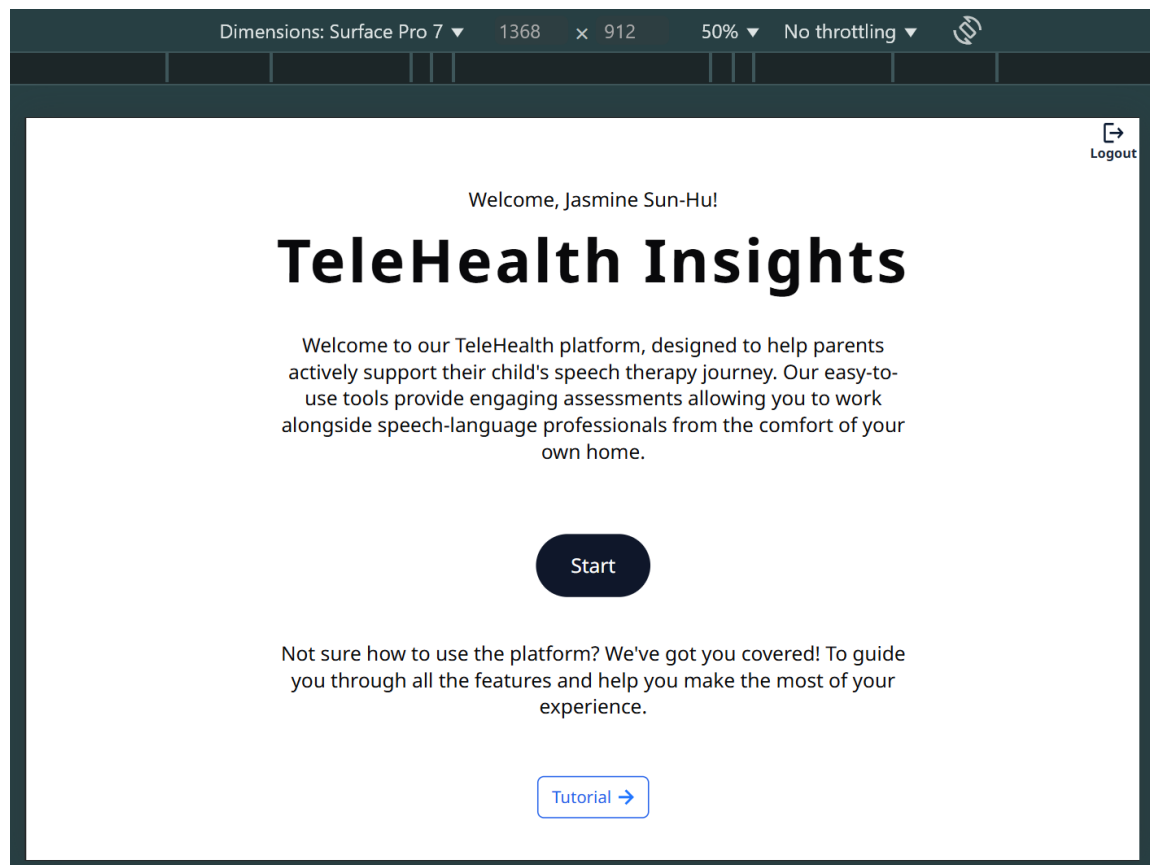 Dimensions: Surface Pro 7 ▼ 1368 × 912 50% ▼ No throttling ▼
Logout
Welcome, Jasmine Sun-Hu!
TeleHealth Insights
Welcome to our TeleHealth platform, designed to help parents
actively support their child's speech therapy journey. Our easy-to-
use tools provide engaging assessments allowing you to work
alongside speech-language professionals from the comfort of your
own home.
Start
Not sure how to use the platform? We've got you covered! To guide
you through all the features and help you make the most of your
experience.
Tutorial →